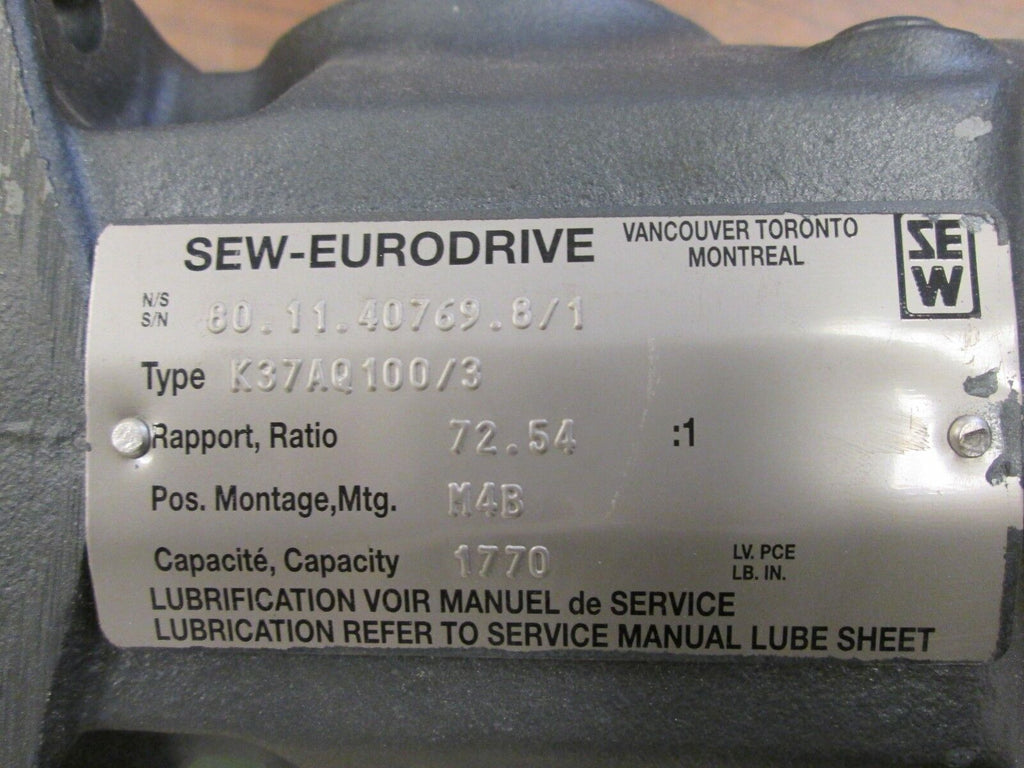 SEW-EURODRIVE VANCOUVER TORONTO
MONTREAL
SE
W
N/S
S/N 80.11.40769.8/1
Type K37AQ100/3
Rapport, Ratio 72.54 :1
Pos. Montage,Mtg. M4B
Capacité, Capacity 1770 LV. PCE
LB. IN.
LUBRIFICATION VOIR MANUEL de SERVICE
LUBRICATION REFER TO SERVICE MANUAL LUBE SHEET